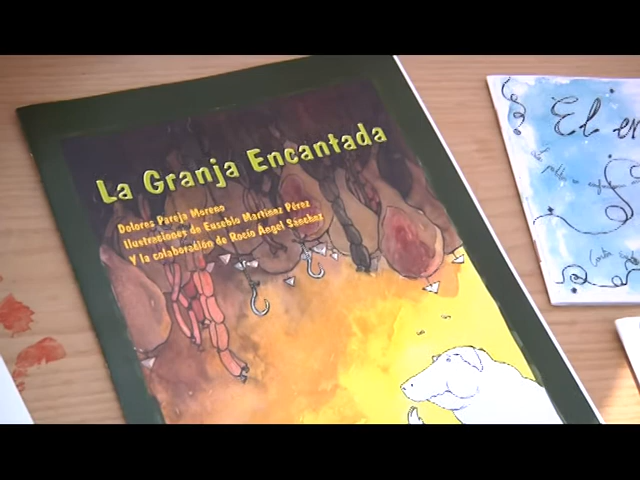 La Granja Encantada
Dolores Pareja Moreno
Ilustraciones de Eusebio Martínez Pérez
Y la colaboración de Rocío Ángel Sánchez
El